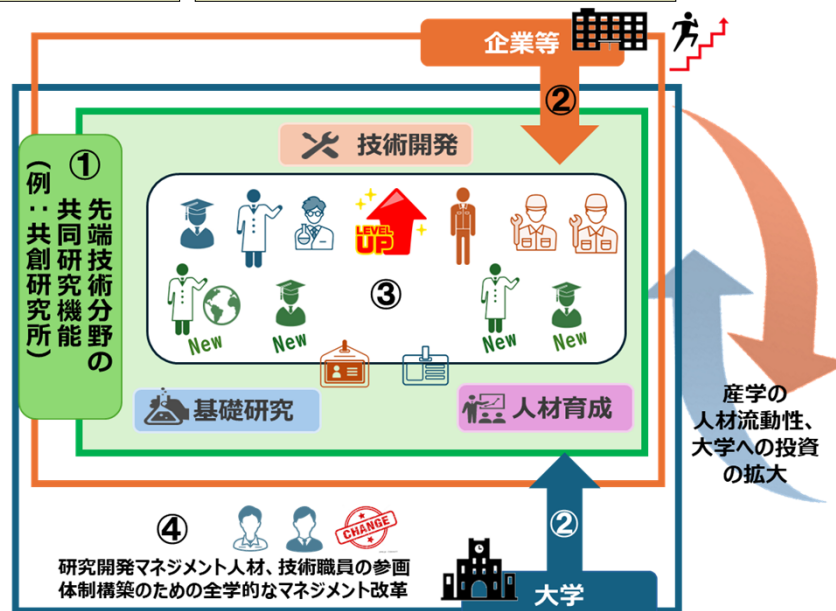 企業等
②
技術開発
①
先端技術分野の
共同研究機能
(例:共創研究所)
LEVEL
UP
③
New
New
New
New
基礎研究
人材育成
産学の
人材流動性、
大学への投資
の拡大
④
CHANGE
②
研究開発マネジメント人材、技術職員の参画
体制構築のための全学的なマネジメント改革
大学